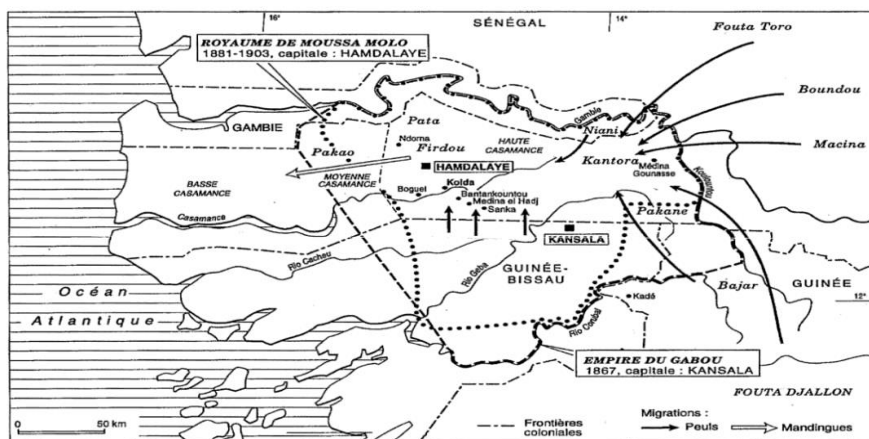 16°
14°
SÉNÉGAL
Fouta Toro
ROYAUME DE MOUSSA MOLO
1881-1903, capitale : HAMDALAYE
Boundou
Gambie
GAMBIE
Pata
Niani
Ndorna
HAUTE
CASAMANCE
Macina
Pakao
Firdou
Kantora
HAMDALAYE
Médina
Gounasse
MOYENNE
CASAMANCE
BASSE
CASAMANCE
Boguel
Kolda
Bantankountou
Medina el Hadj
Sanka
Koulountou
Casamance
Pakane
KANSALA
Rio Cacheu
Rio Geba
GUINÉE-
BISSAU
Bajar
GUINÉE
Océan
Atlantique
Kadé
12°
Rio Corubal
EMPIRE DU GABOU
1867, capitale : KANSALA
FOUTA DJALLON
0 50 km
Frontières
coloniales
Migrations :
Peuls
Mandingues